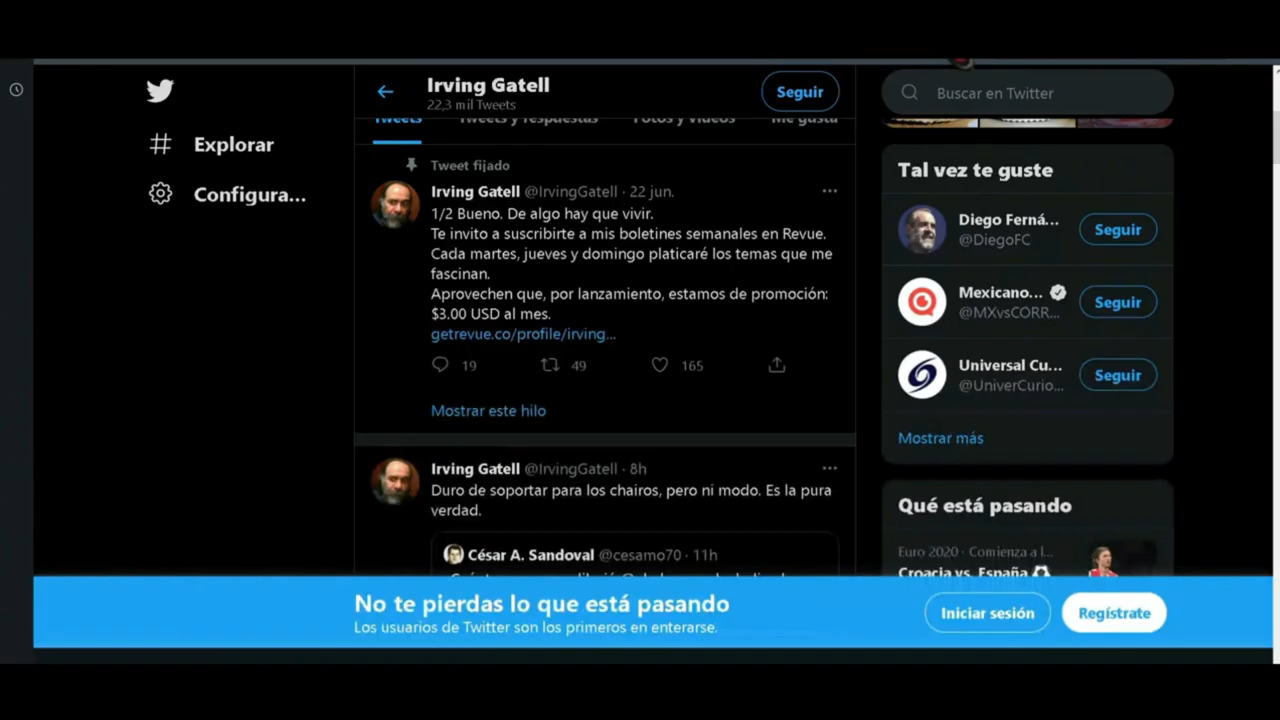 Irving Gatell
22,3 mil Tweets
Seguir
Buscar en Twitter
Explorar
Configura...
Tweets
Tweets y respuestas
Fotos y videos
Me gusta
Tweet fijado
Irving Gatell @IrvingGatell · 22 jun.
1/2 Bueno. De algo hay que vivir.
Te invito a suscribirte a mis boletines semanales en Revue.
Cada martes, jueves y domingo platicaré los temas que me
fascinan.
Aprovechen que, por lanzamiento, estamos de promoción:
$3.00 USD al mes.
getrevue.co/profile/irving...
19
49
165
Mostrar este hilo
Irving Gatell @IrvingGatell · 8h
Duro de soportar para los chairos, pero ni modo. Es la pura
verdad.
César A. Sandoval @cesamo70 · 11h
Tal vez te guste
Diego Ferná...
@DiegoFC
Seguir
Mexicano...
@MXvsCORR...
Seguir
Universal Cu...
@UniverCurio...
Seguir
Mostrar más
Qué está pasando
Euro 2020 · Comienza a l...
Croacia vs. España
No te pierdas lo que está pasando
Los usuarios de Twitter son los primeros en enterarse.
Iniciar sesión
Regístrate